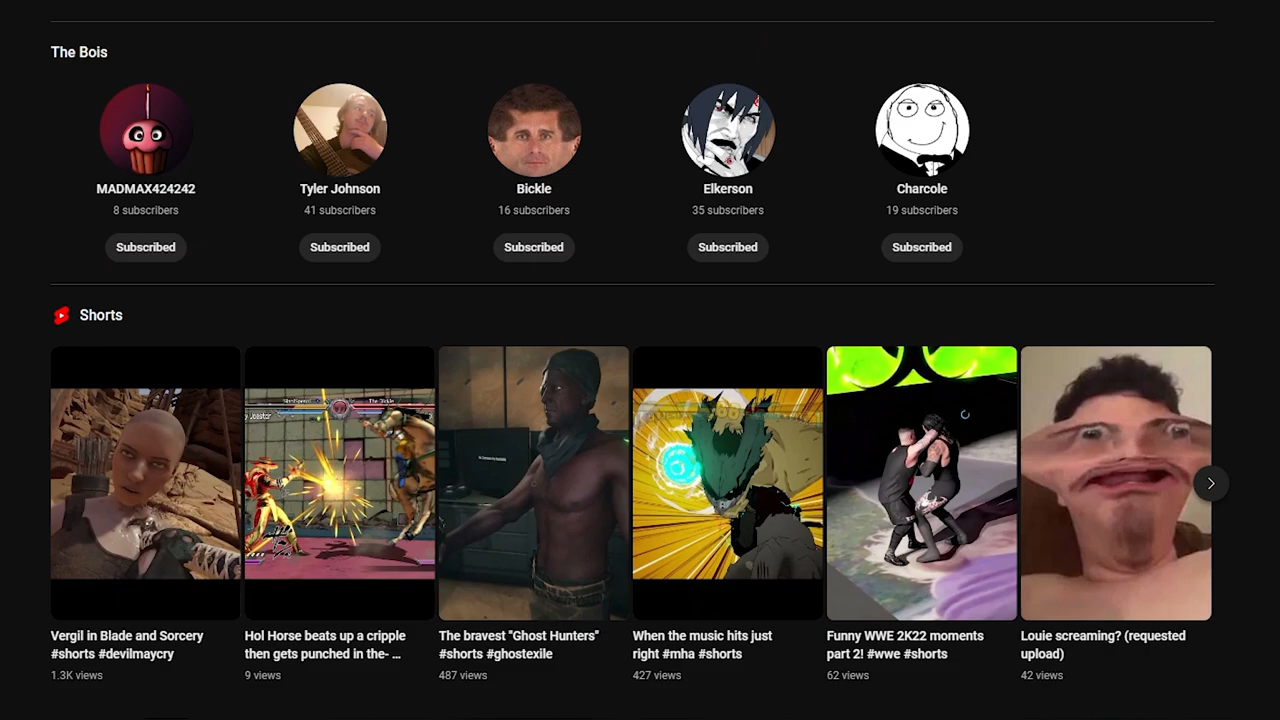 The Bois
MADMAX424242
Tyler Johnson
Bickle
Elkerson
Charcole
8 subscribers
41 subscribers
16 subscribers
35 subscribers
19 subscribers
Subscribed
Subscribed
Subscribed
Subscribed
Subscribed
Shorts
Vergil in Blade and Sorcery
#shorts #devilmaycry
1.3K views
Hol Horse beats up a cripple
then gets punched in the- ...
9 views
The bravest "Ghost Hunters"
#shorts #ghostexile
487 views
When the music hits just
right #mha #shorts
427 views
Funny WWE 2K22 moments
part 2! #wwe #shorts
62 views
Louie screaming? (requested
upload)
42 views